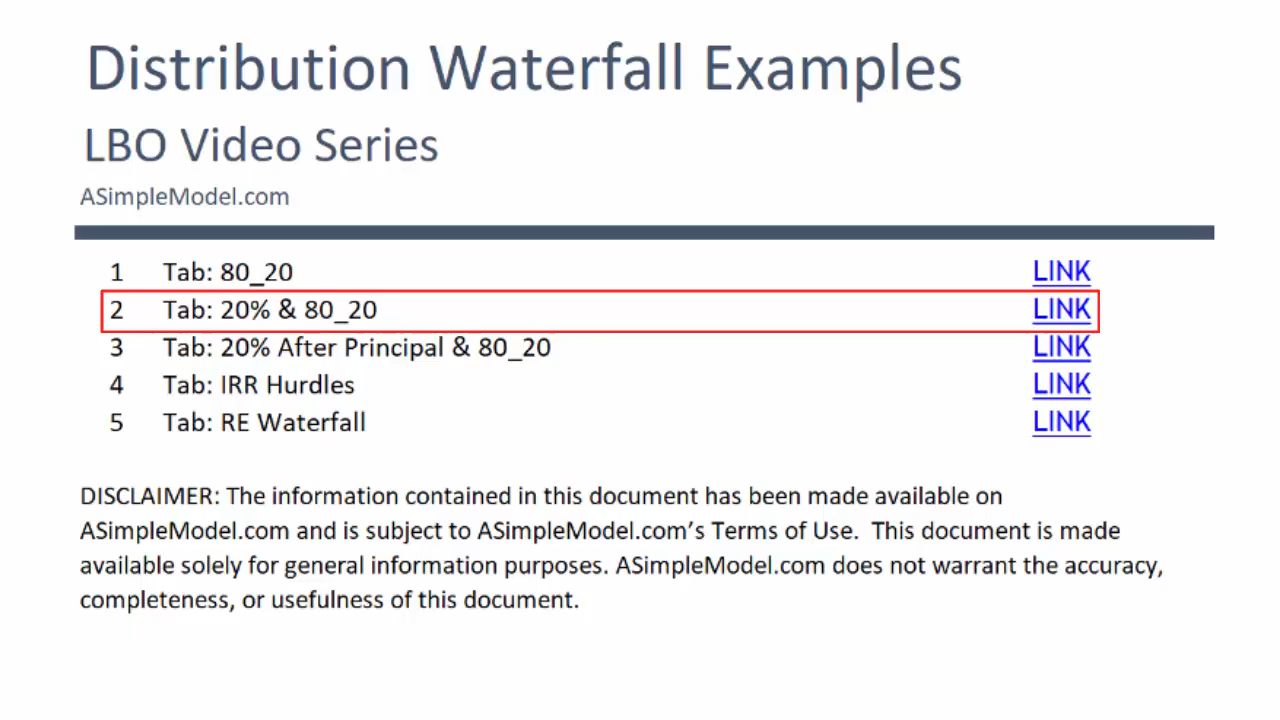 Distribution Waterfall Examples
LBO Video Series
ASimpleModel.com
1 Tab: 80_20 LINK
2 Tab: 20% & 80_20 LINK
3 Tab: 20% After Principal & 80_20 LINK
4 Tab: IRR Hurdles LINK
5 Tab: RE Waterfall LINK
DISCLAIMER: The information contained in this document has been made available on
ASimpleModel.com and is subject to ASimpleModel.com’s Terms of Use.  This document is made
available solely for general information purposes. ASimpleModel.com does not warrant the accuracy,
completeness, or usefulness of this document.